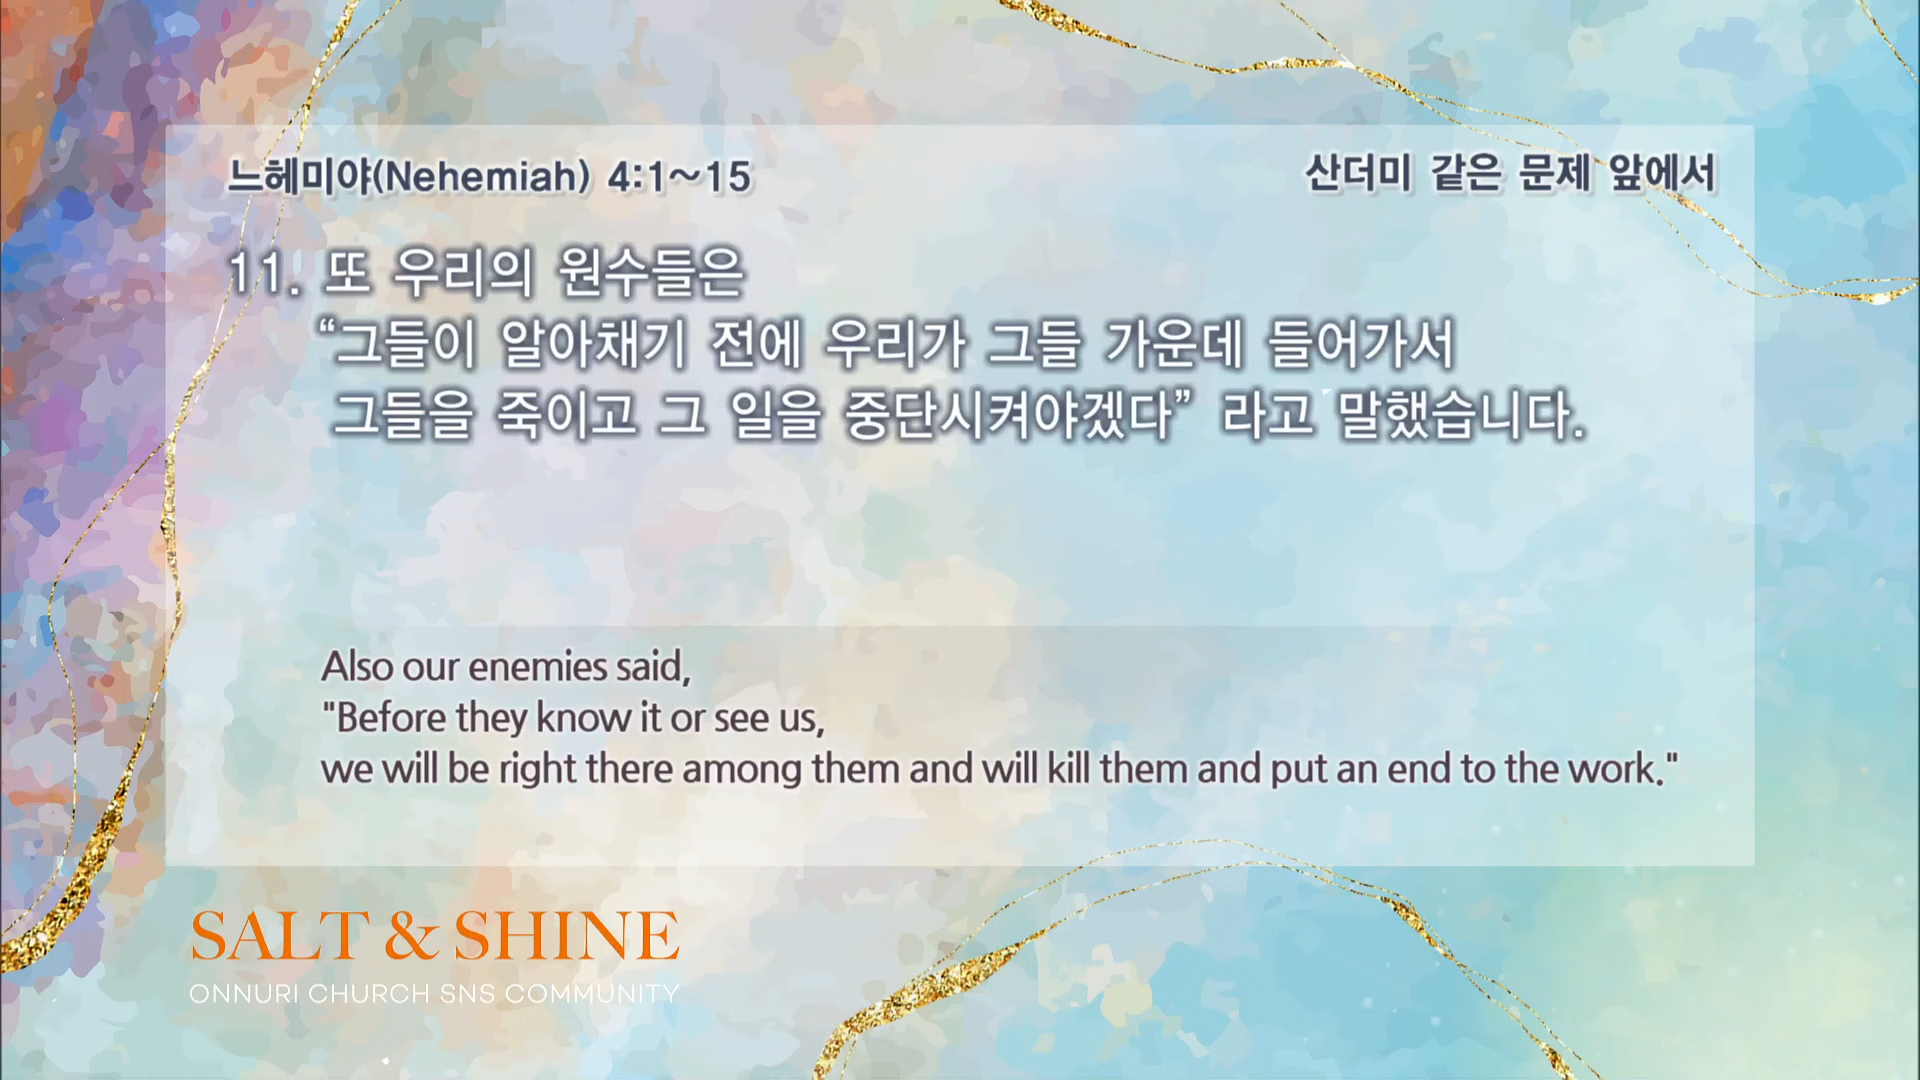 느헤미야(Nehemiah) 4:1~15
산더미 같은 문제 앞에서
11. 또 우리의 원수들은
“그들이 알아채기 전에 우리가 그들 가운데 들어가서
그들을 죽이고 그 일을 중단시켜야겠다” 라고 말했습니다.
Also our enemies said,
"Before they know it or see us,
we will be right there among them and will kill them and put an end to the work."
SALT & SHINE
ONNURI CHURCH SNS COMMUNITY